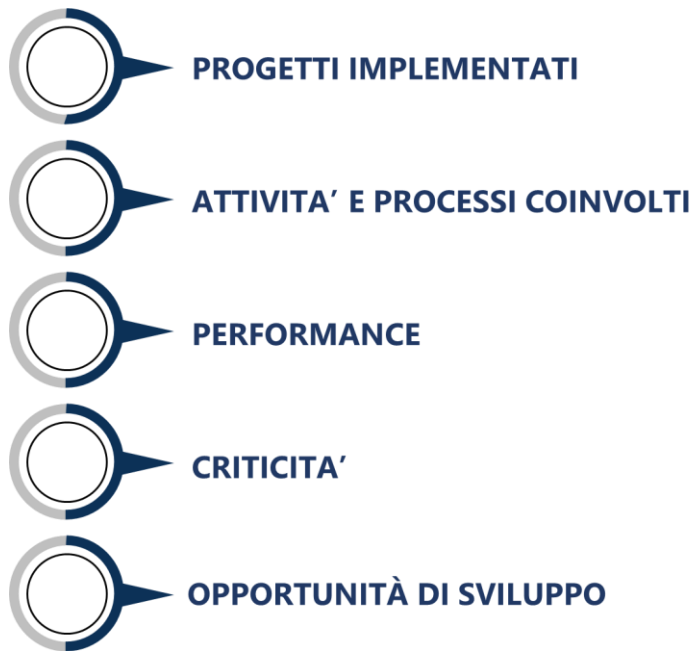 PROGETTI IMPLEMENTATI
ATTIVITA’ E PROCESSI COINVOLTI
PERFORMANCE
CRITICITA’
OPPORTUNITÀ DI SVILUPPO